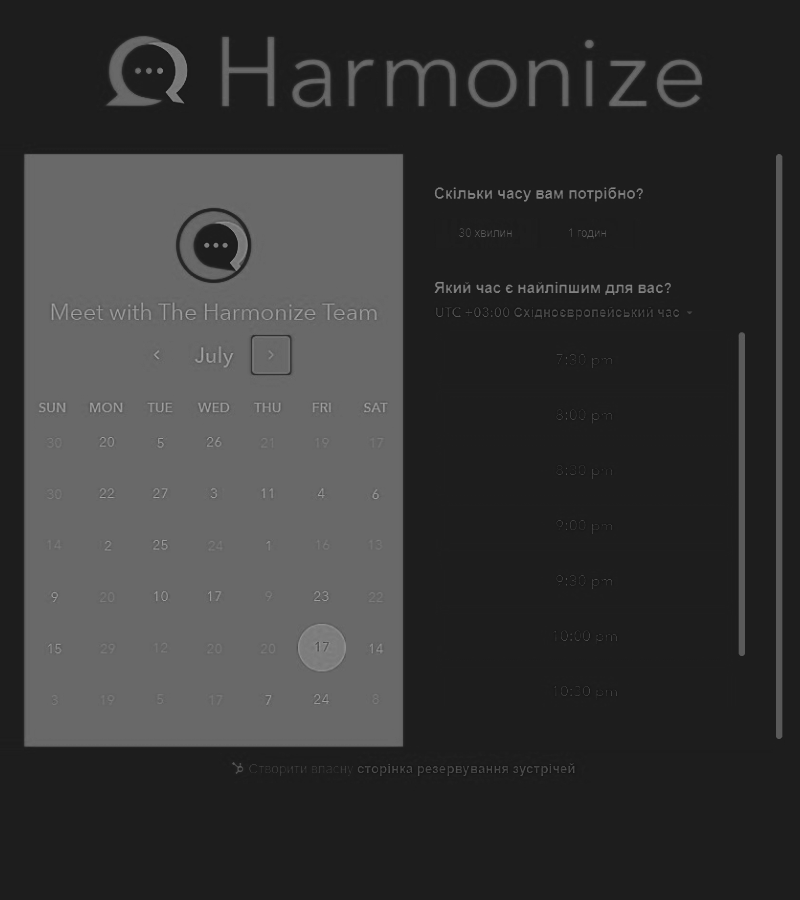 Harmonize
Meet with The Harmonize Team
July
SUN MON TUE WED THU FRI SAT
30 20 5 26 21 19 17
30 22 27 3 11 4 6
14 2 25 24 1 16 13
9 20 10 17 9 23 22
15 29 12 20 20 17 14
3 19 5 17 7 24 8
Скільки часу вам потрібно?
30 хвилин 1 годин
Який час є найліпшим для вас?
UTC +03:00 Східноєвропейський час
7:30 pm
8:00 pm
8:30 pm
9:00 pm
9:30 pm
10:00 pm
10:30 pm
Створити власну сторінка резервування зустрічей